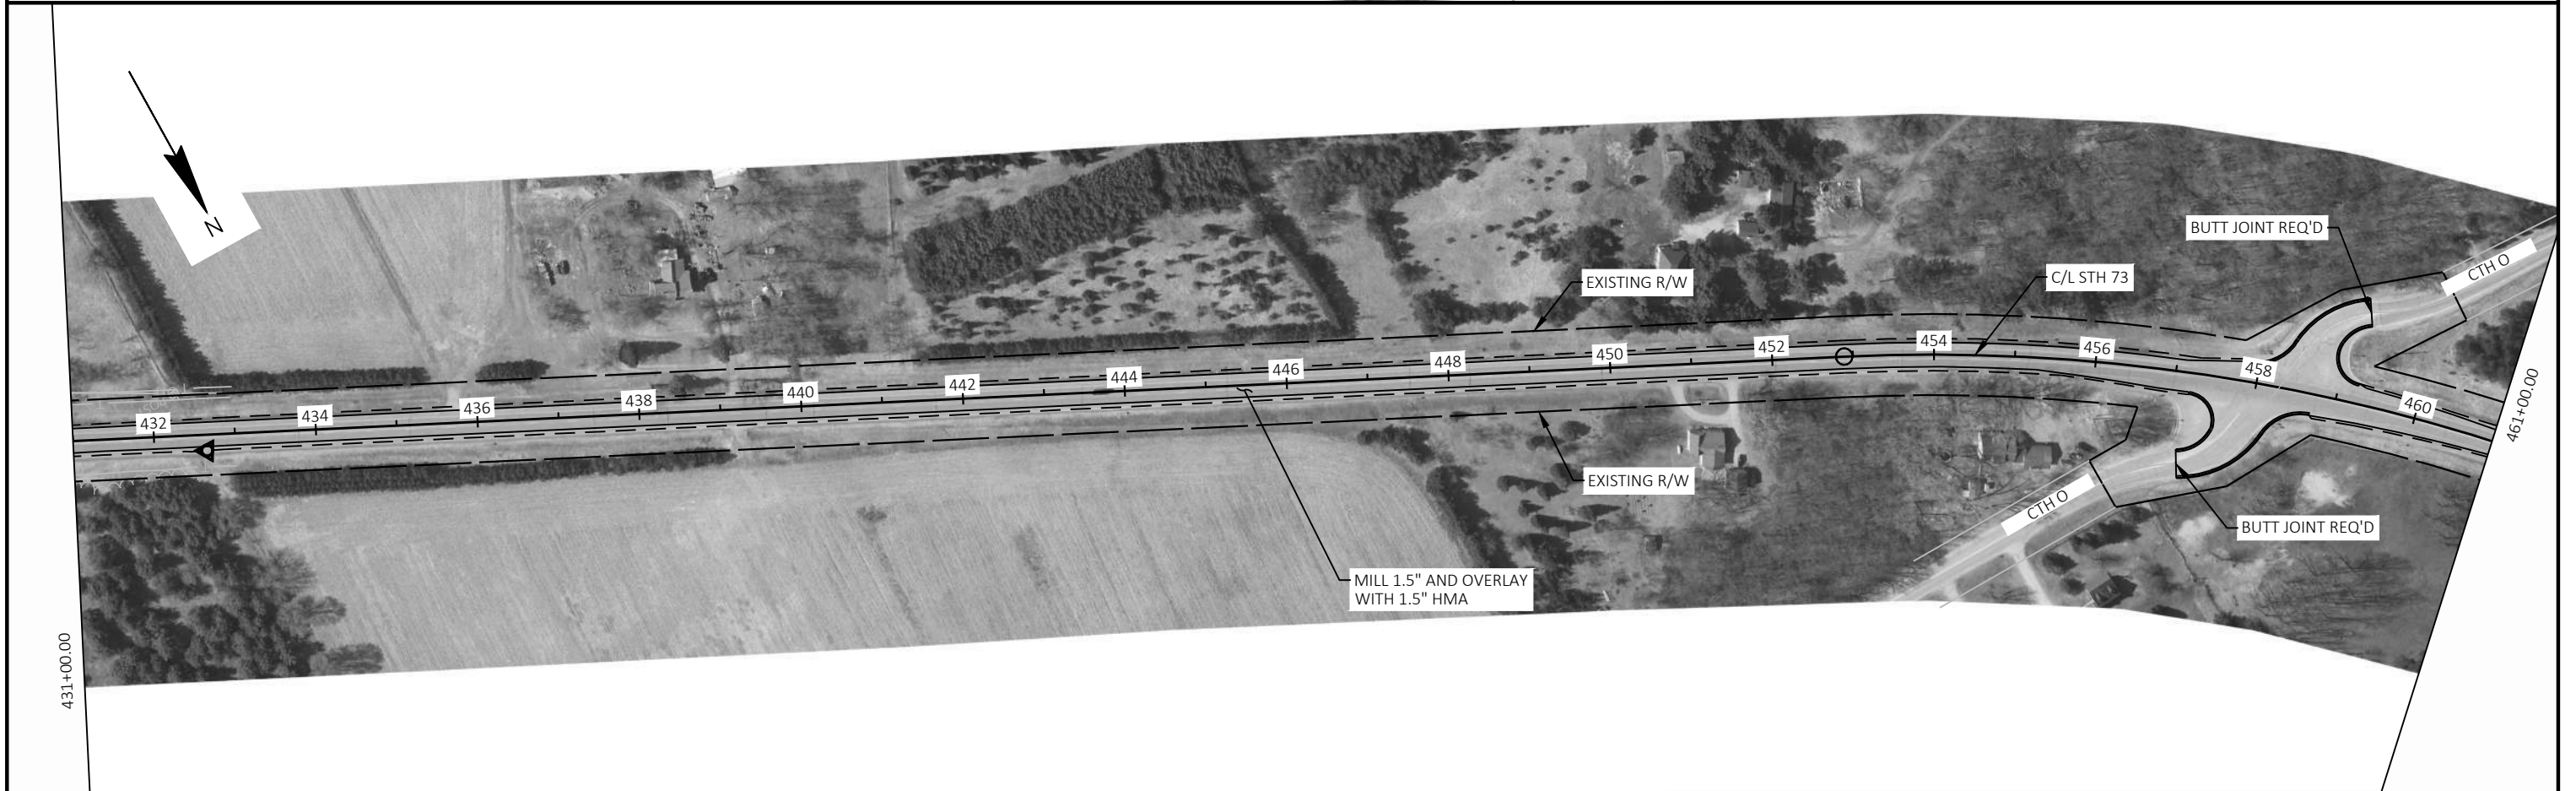 N
BUTT JOINT REQ'D
CTH O
EXISTING R/W
C/L STH 73
432
434
436
438
440
442
444
446
448
450
452
454
456
458
460
461+00.00
EXISTING R/W
CTH O
BUTT JOINT REQ'D
MILL 1.5" AND OVERLAY
WITH 1.5" HMA
431+00.00